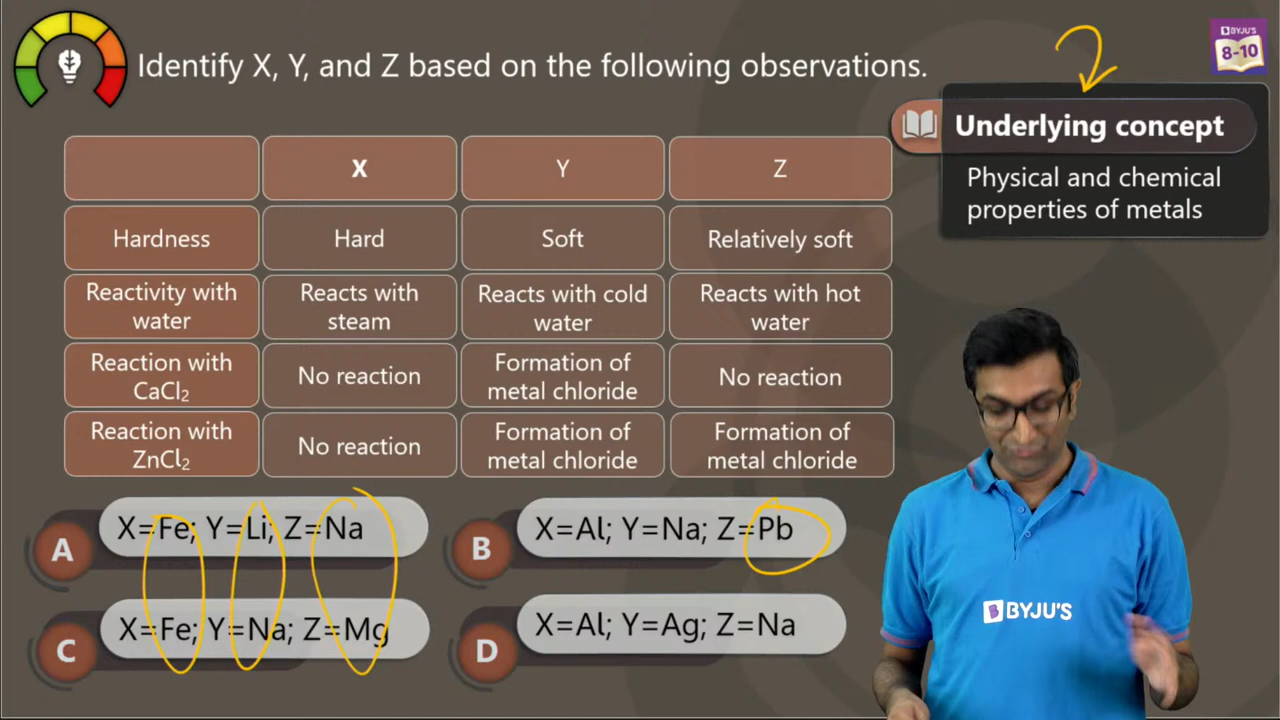 Identify X, Y, and Z based on the following observations.
BYJU'S
8-10
Underlying concept
Physical and chemical
properties of metals
X
Y
Z
Hardness
Hard
Soft
Relatively soft
Reactivity with
water
Reacts with
steam
Reacts with cold
water
Reacts with hot
water
Reaction with
CaCl₂
No reaction
Formation of
metal chloride
No reaction
Reaction with
ZnCl₂
No reaction
Formation of
metal chloride
Formation of
metal chloride
A
X=Fe; Y=Li; Z=Na
B
X=Al; Y=Na; Z=Pb
C
X=Fe; Y=Na; Z=Mg
D
X=Al; Y=Ag; Z=Na
BYJU'S